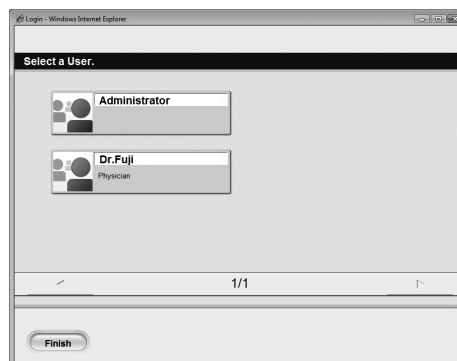 Login - Windows Internet Explorer
Select a User.
Administrator
Dr.Fuji
Physician
1/1
Finish